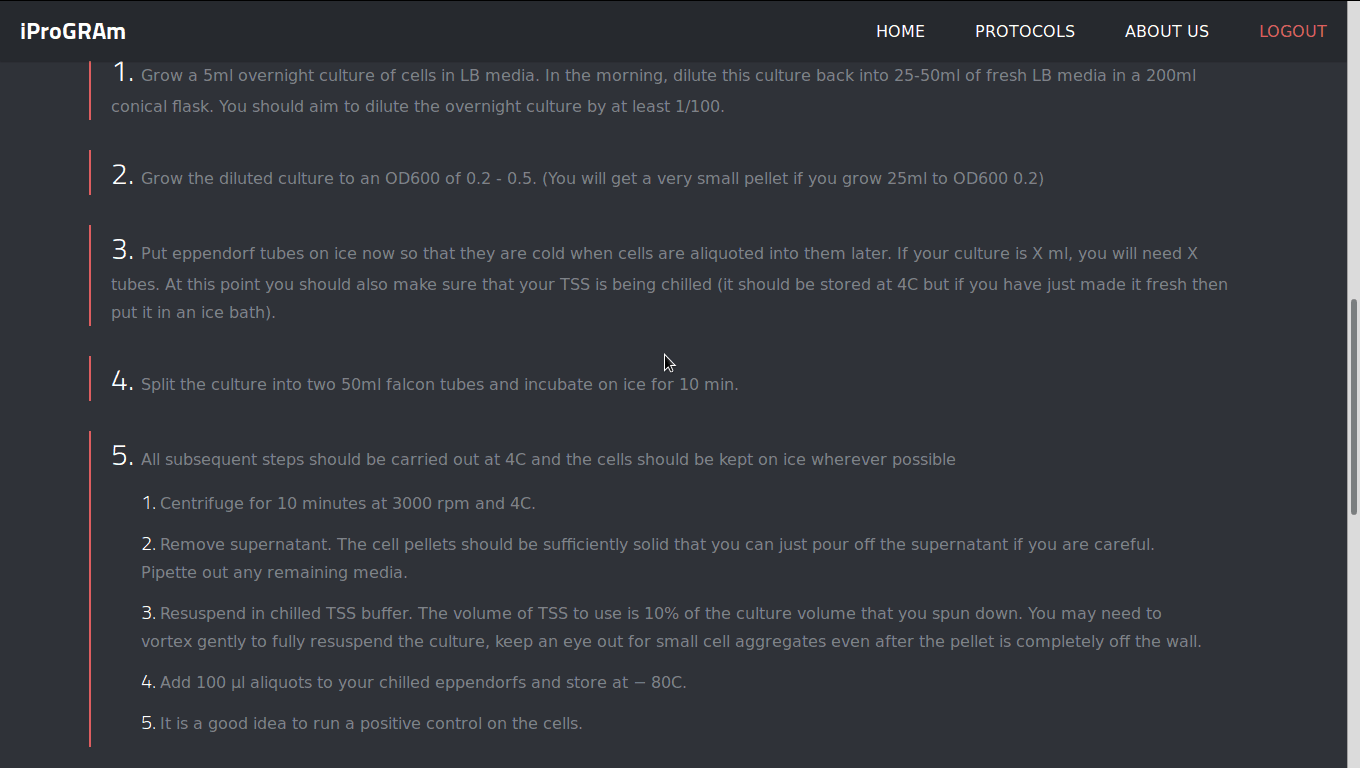 iProGRAm
HOME PROTOCOLS ABOUT US LOGOUT
1. Grow a 5ml overnight culture of cells in LB media. In the morning, dilute this culture back into 25-50ml of fresh LB media in a 200ml
conical flask. You should aim to dilute the overnight culture by at least 1/100.
2. Grow the diluted culture to an OD600 of 0.2 - 0.5. (You will get a very small pellet if you grow 25ml to OD600 0.2)
3. Put eppendorf tubes on ice now so that they are cold when cells are aliquoted into them later. If your culture is X ml, you will need X
tubes. At this point you should also make sure that your TSS is being chilled (it should be stored at 4C but if you have just made it fresh then
put it in an ice bath).
4. Split the culture into two 50ml falcon tubes and incubate on ice for 10 min.
5. All subsequent steps should be carried out at 4C and the cells should be kept on ice wherever possible
1. Centrifuge for 10 minutes at 3000 rpm and 4C.
2. Remove supernatant. The cell pellets should be sufficiently solid that you can just pour off the supernatant if you are careful.
Pipette out any remaining media.
3. Resuspend in chilled TSS buffer. The volume of TSS to use is 10% of the culture volume that you spun down. You may need to
vortex gently to fully resuspend the culture, keep an eye out for small cell aggregates even after the pellet is completely off the wall.
4. Add 100 µl aliquots to your chilled eppendorfs and store at − 80C.
5. It is a good idea to run a positive control on the cells.